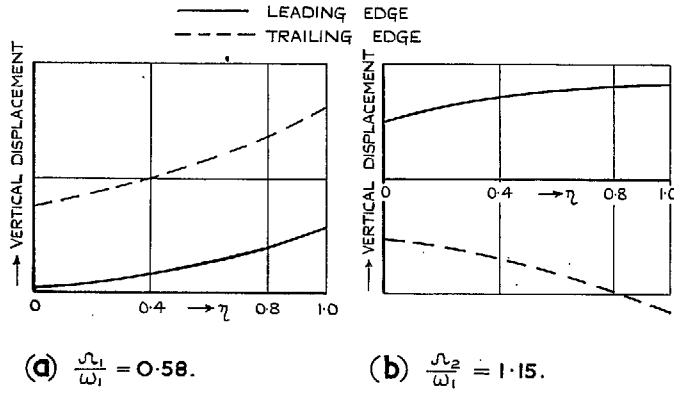 LEADING EDGE
TRAILING EDGE
→ VERTICAL DISPLACEMENT
0 0.4 →η 0.8 1.0
→ VERTICAL DISPLACEMENT
0 0.4 →η 0.8 1.0
(a) Ω₁/ω₁ = 0.58.
(b) Ω₂/ω₁ = 1.15.